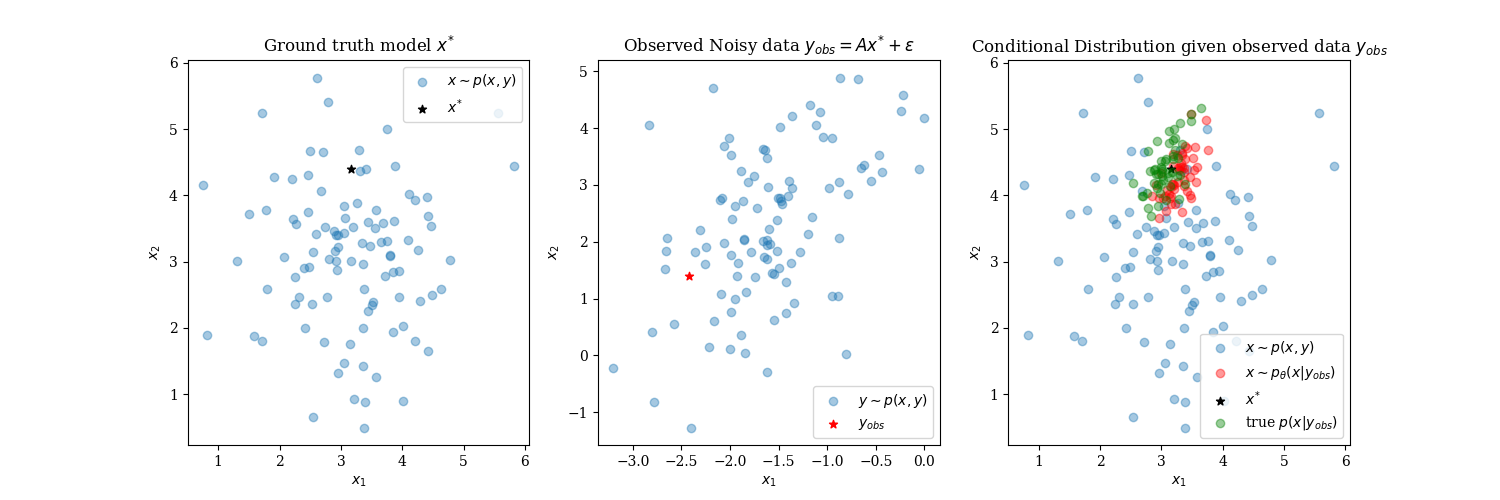 Ground truth model x*
x ~ p(x, y)
x*
6
5
4
3
2
1
x₂
1 2 3 4 5 6
x₁
Observed Noisy data y_obs = Ax* + ε
5
4
3
2
1
0
−1
x₂
y ~ p(x, y)
y_obs
−3.0 −2.5 −2.0 −1.5 −1.0 −0.5 0.0
x₁
Conditional Distribution given observed data y_obs
6
5
4
3
2
1
x₂
x ~ p(x, y)
x ~ p_θ(x|y_obs)
x*
true p(x|y_obs)
1 2 3 4 5 6
x₁